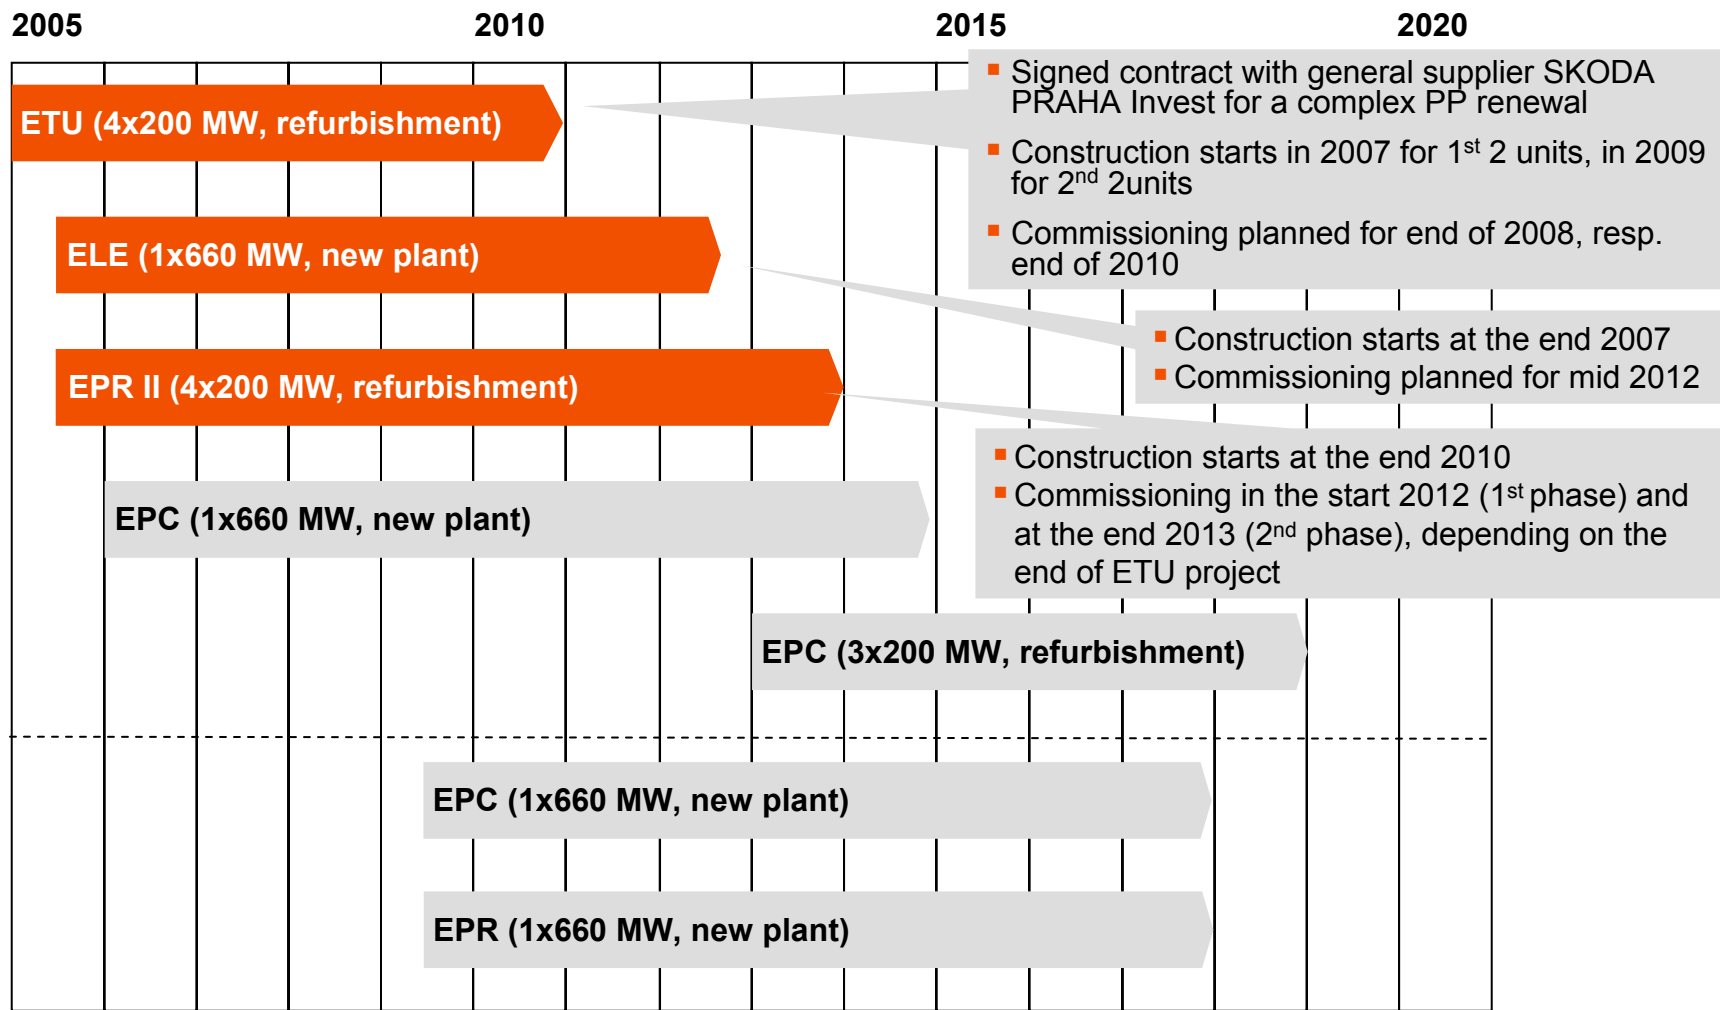 2005 2010 2015 2020
ETU (4x200 MW, refurbishment)
▪ Signed contract with general supplier SKODA
PRAHA Invest for a complex PP renewal
▪ Construction starts in 2007 for 1st 2 units, in 2009
for 2nd 2units
▪ Commissioning planned for end of 2008, resp.
end of 2010
ELE (1x660 MW, new plant)
▪ Construction starts at the end 2007
▪ Commissioning planned for mid 2012
EPR II (4x200 MW, refurbishment)
▪ Construction starts at the end 2010
▪ Commissioning in the start 2012 (1st phase) and
at the end 2013 (2nd phase), depending on the
end of ETU project
EPC (1x660 MW, new plant)
EPC (3x200 MW, refurbishment)
EPC (1x660 MW, new plant)
EPR (1x660 MW, new plant)